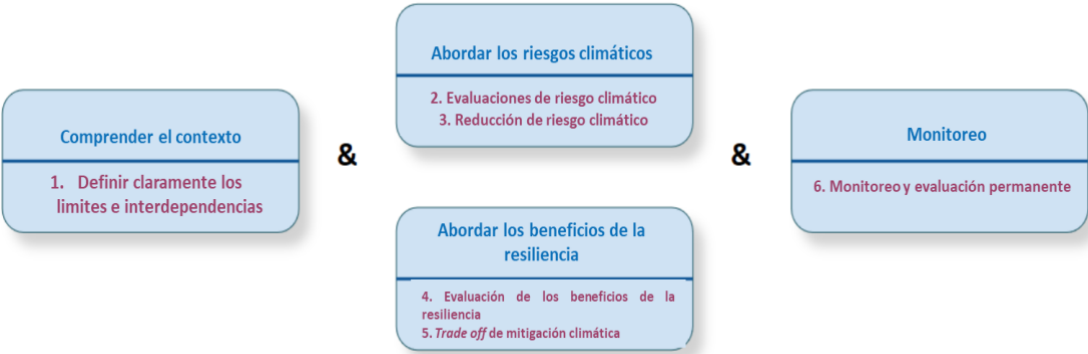 Comprender el contexto
1. Definir claramente los
limites e interdependencias
&
Abordar los riesgos climáticos
2. Evaluaciones de riesgo climático
3. Reducción de riesgo climático
Abordar los beneficios de la
resiliencia
4. Evaluación de los beneficios de la
resiliencia
5. Trade off de mitigación climática
&
Monitoreo
6. Monitoreo y evaluación permanente